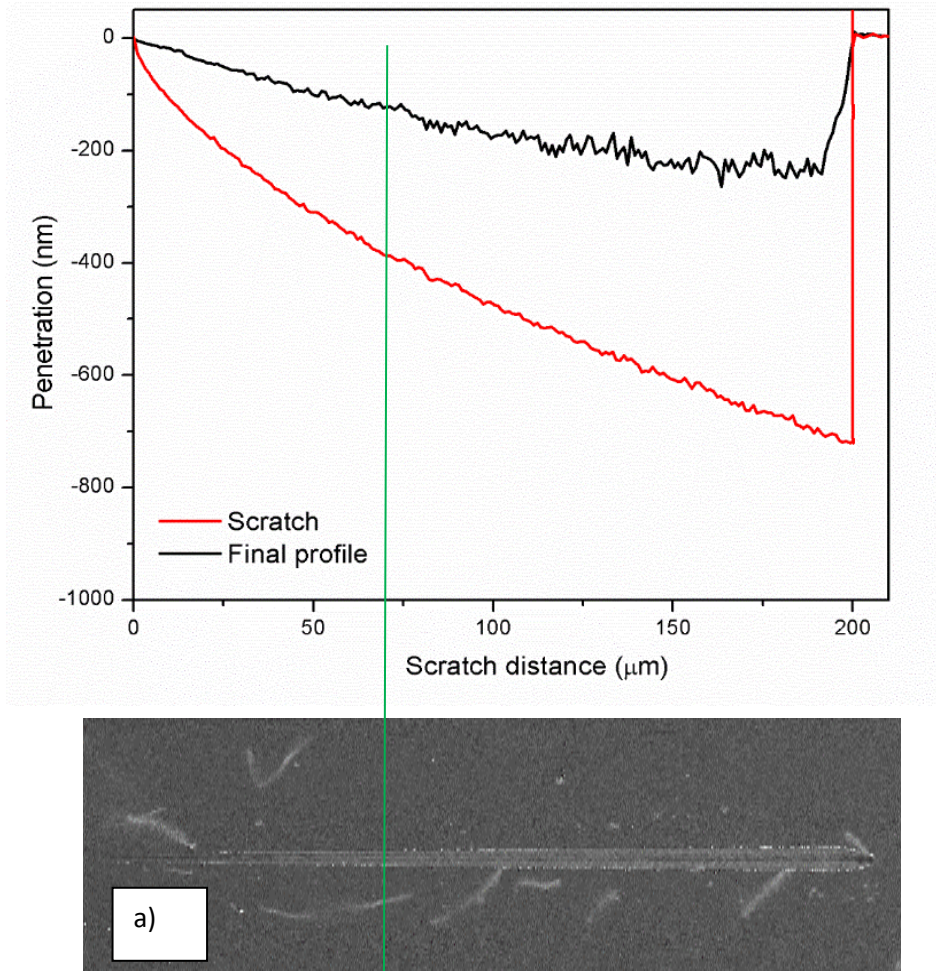 0
-200
-400
-600
-800
-1000
Penetration (nm)
Scratch
Final profile
0 50 100 150 200
Scratch distance (μm)
a)